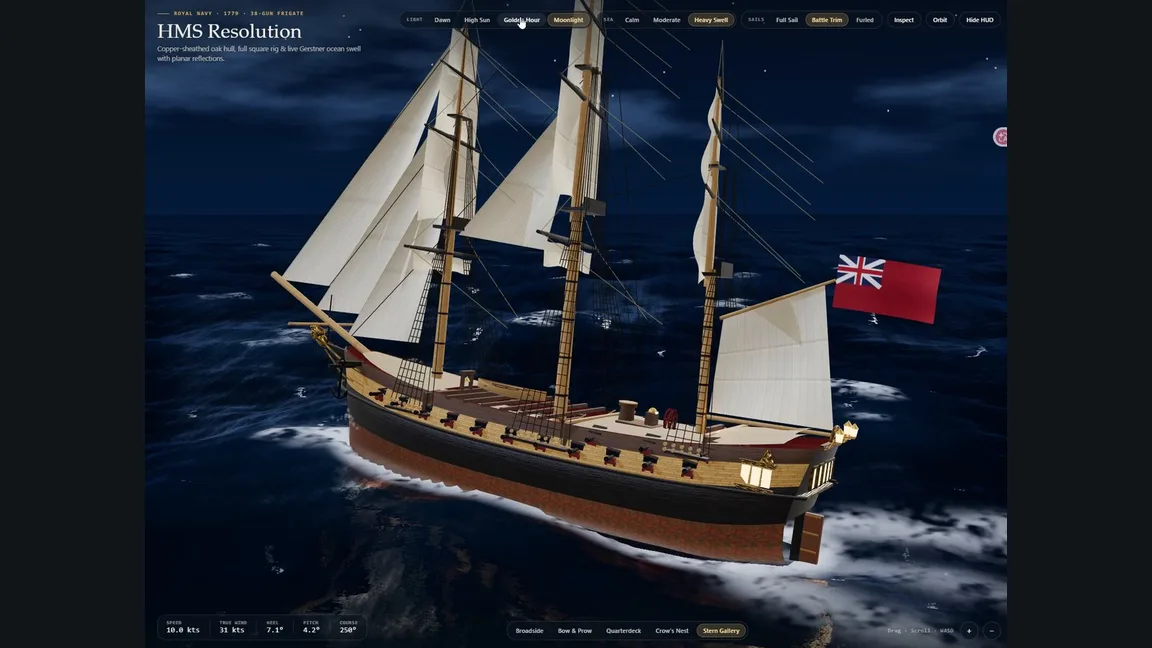 ROYAL NAVY · 1779 · 38-GUN FRIGATE
HMS Resolution
Copper-sheathed oak hull, full square rig & live Gerstner ocean swell
with planar reflections.
LIGHT Dawn High Sun Golden Hour Moonlight SEA Calm Moderate Heavy Swell SAILS Full Sail Battle Trim Furled Inspect Orbit Hide HUD
SPEED TRUE WIND HEEL PITCH COURSE
10.0 kts 31 kts 7.1° 4.2° 250°
Broadside Bow & Prow Quarterdeck Crow's Nest Stern Gallery
Drag · Scroll · WASD + −